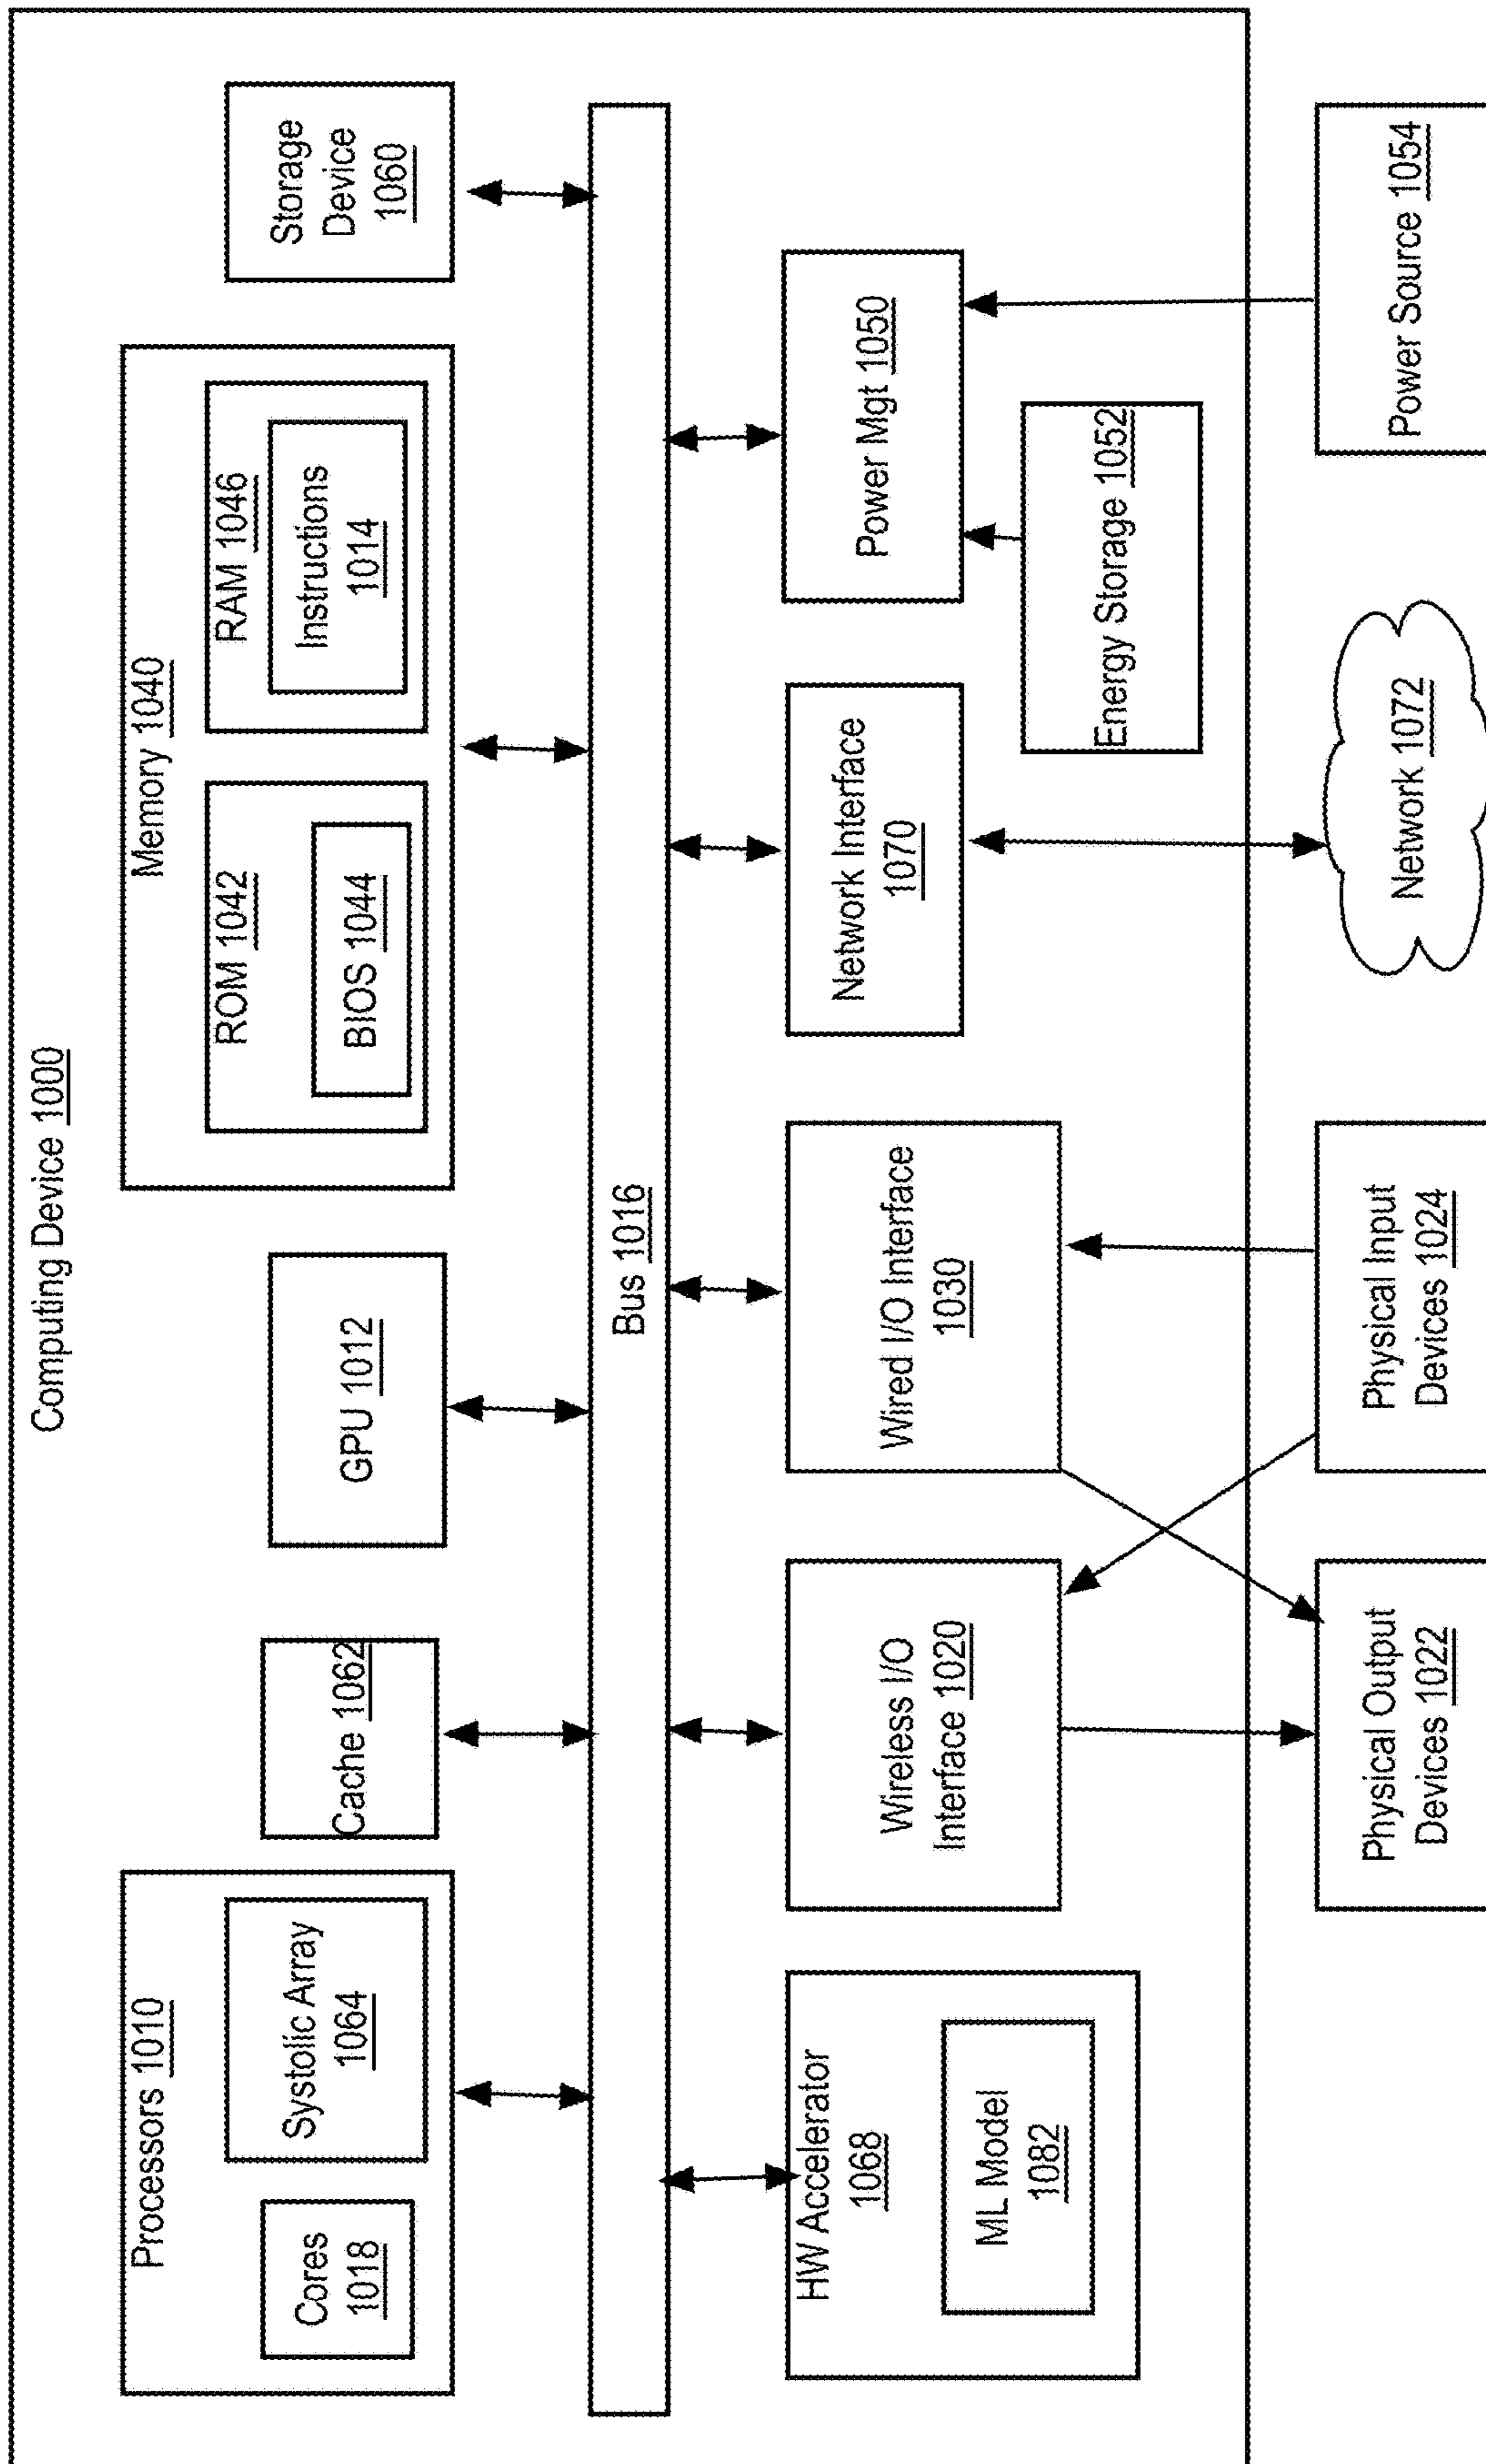 Computing Device 1000
Processors 1010
Cores
1018
Systolic Array
1064
Cache 1062
GPU 1012
Memory 1040
ROM 1042
BIOS 1044
RAM 1046
Instructions
1014
Storage
Device
1060
Bus 1016
HW Accelerator
1068
ML Model
1082
Wireless I/O
Interface 1020
Wired I/O Interface
1030
Network Interface
1070
Power Mgt 1050
Energy Storage 1052
Physical Output
Devices 1022
Physical Input
Devices 1024
Network 1072
Power Source 1054